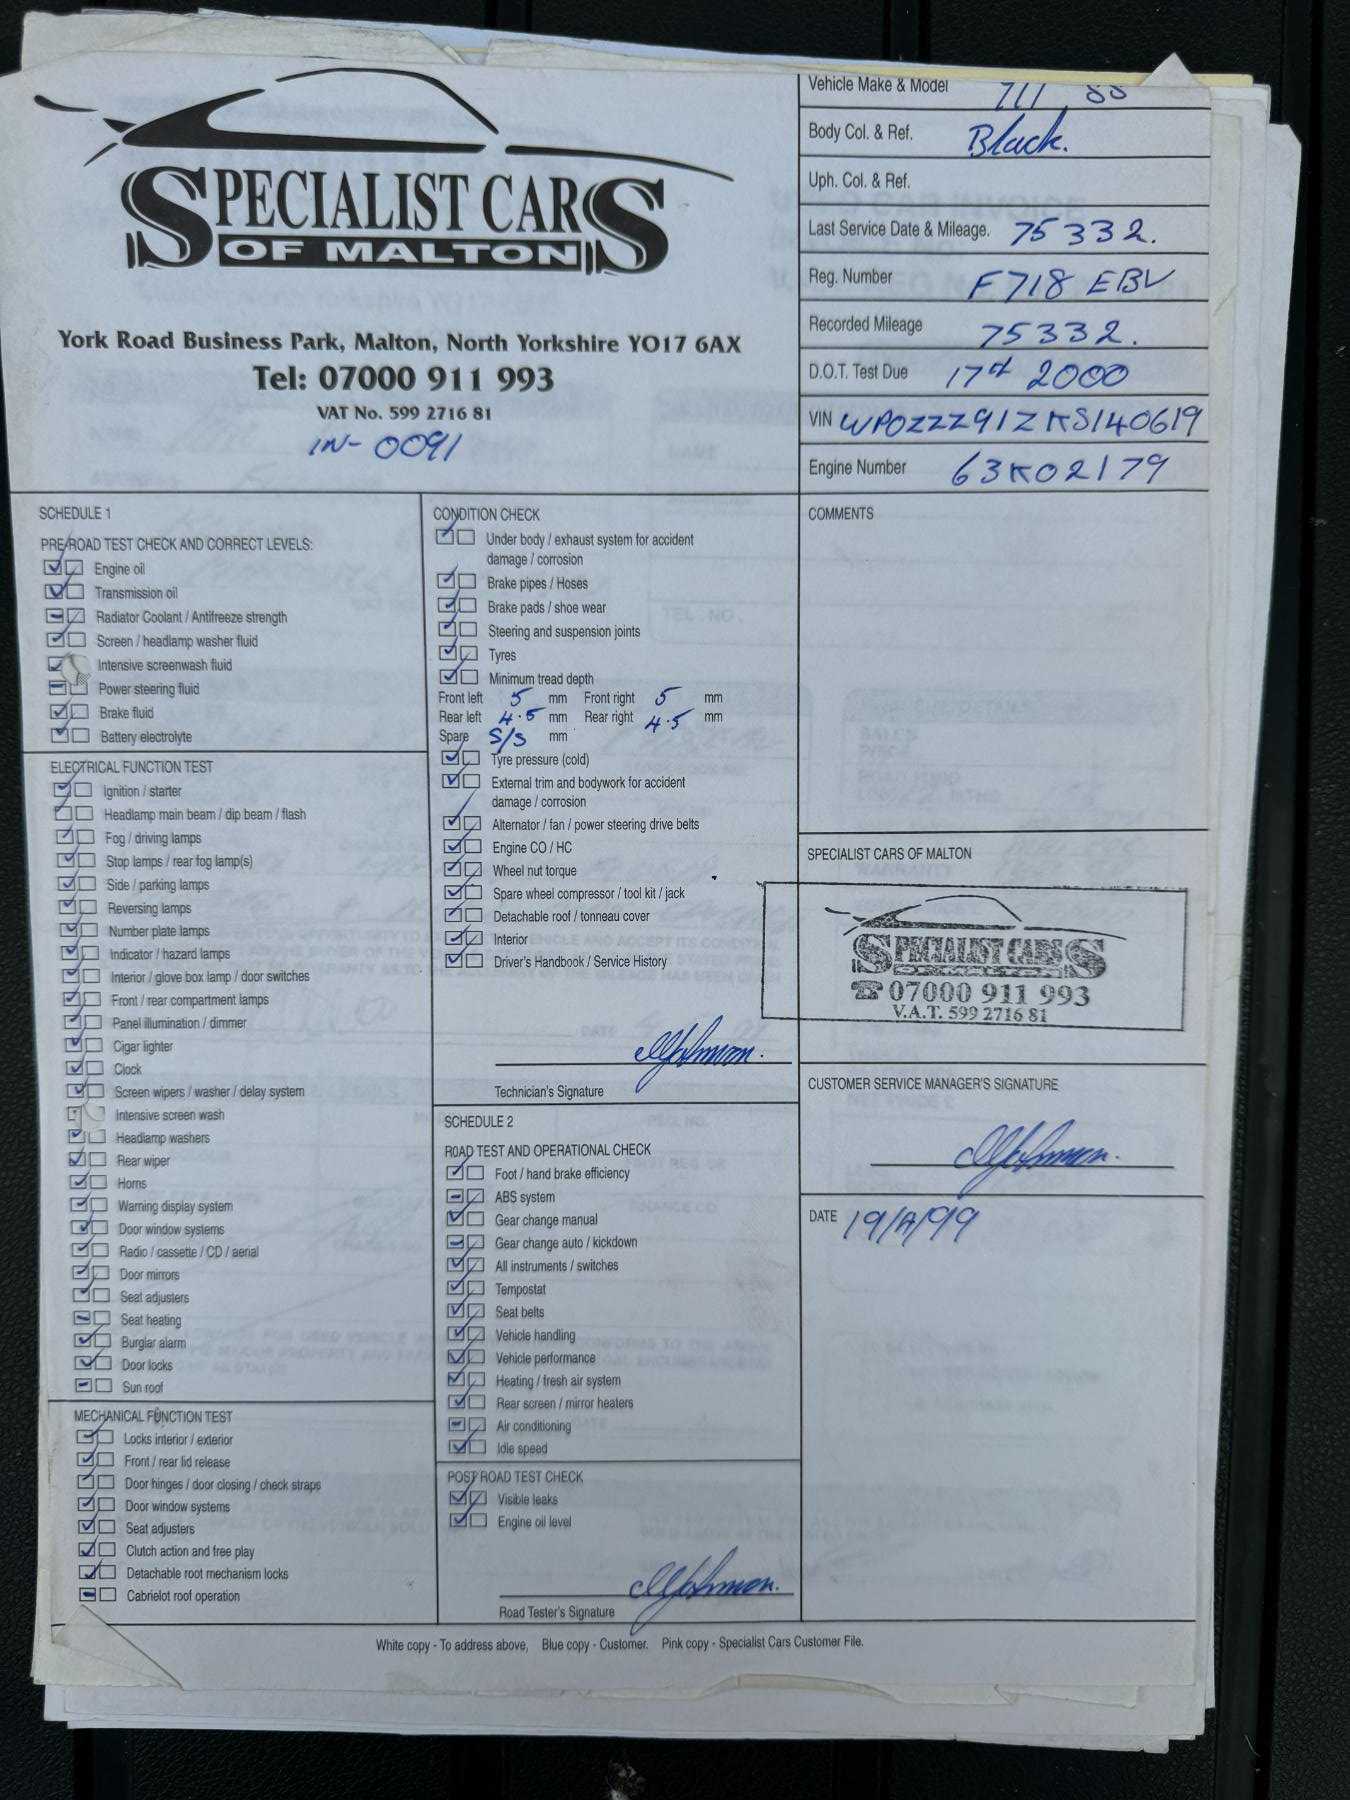 SPECIALIST CARS
OF MALTON
York Road Business Park, Malton, North Yorkshire YO17 6AX
Tel: 07000 911 993
VAT No. 599 2716 81
IN-0091
Vehicle Make & Model
Body Col. & Ref. Black.
Uph. Col. & Ref.
Last Service Date & Mileage. 75332.
Reg. Number F718 EBV
Recorded Mileage 75332.
D.O.T. Test Due 2000
VIN WPOZZZ91ZKS140619
Engine Number 63K02179
SCHEDULE 1
PRE/ROAD TEST CHECK AND CORRECT LEVELS:
Engine oil
Transmission oil
Radiator Coolant / Antifreeze strength
Screen / headlamp washer fluid
Intensive screenwash fluid
Power steering fluid
Brake fluid
Battery electrolyte
ELECTRICAL FUNCTION TEST
Ignition / starter
Headlamp main beam / dip beam / flash
Fog / driving lamps
Stop lamps / rear fog lamp(s)
Side / parking lamps
Reversing lamps
Number plate lamps
Indicator / hazard lamps
Interior / glove box lamp / door switches
Front / rear compartment lamps
Panel illumination / dimmer
Cigar lighter
Clock
Screen wipers / washer / delay system
Intensive screen wash
Headlamp washers
Rear wiper
Horns
Warning display system
Door window systems
Radio / cassette / CD / aerial
Door mirrors
Seat adjusters
Seat heating
Burglar alarm
Door locks
Sun roof
MECHANICAL FUNCTION TEST
Locks interior / exterior
Front / rear lid release
Door hinges / door closing / check straps
Door window systems
Seat adjusters
Clutch action and free play
Detachable root mechanism locks
Cabrielot roof operation
CONDITION CHECK
Under body / exhaust system for accident
damage / corrosion
Brake pipes / Hoses
Brake pads / shoe wear
Steering and suspension joints
Tyres
Minimum tread depth
Front left 5 mm Front right 5 mm
Rear left 4.5 mm Rear right 4.5 mm
Spare S/S mm
Tyre pressure (cold)
External trim and bodywork for accident
damage / corrosion
Alternator / fan / power steering drive belts
Engine CO / HC
Wheel nut torque
Spare wheel compressor / tool kit / jack
Detachable roof / tonneau cover
Interior
Driver's Handbook / Service History
Technician's Signature
SCHEDULE 2
ROAD TEST AND OPERATIONAL CHECK
Foot / hand brake efficiency
ABS system
Gear change manual
Gear change auto / kickdown
All instruments / switches
Tempostat
Seat belts
Vehicle handling
Vehicle performance
Heating / fresh air system
Rear screen / mirror heaters
Air conditioning
Idle speed
POST ROAD TEST CHECK
Visible leaks
Engine oil level
Road Tester's Signature
COMMENTS
SPECIALIST CARS OF MALTON
SPECIALIST CARS
07000 911 993
V.A.T. 599 2716 81
CUSTOMER SERVICE MANAGER'S SIGNATURE
DATE
White copy - To address above, Blue copy - Customer. Pink copy - Specialist Cars Customer File.